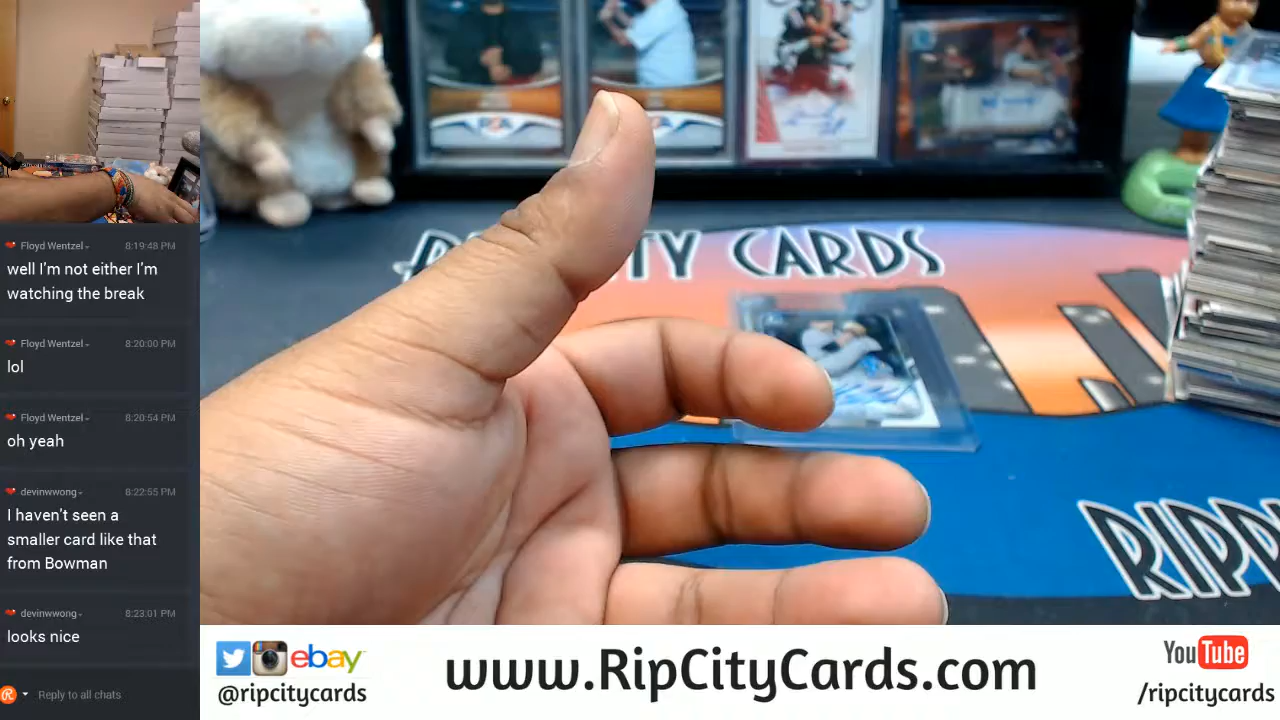 Floyd Wentzel 8:19:48 PM
well I'm not either I'm
watching the break
Floyd Wentzel 8:20:00 PM
lol
Floyd Wentzel 8:20:54 PM
oh yeah
devinwwong 8:22:55 PM
I haven't seen a
smaller card like that
from Bowman
devinwwong 8:23:01 PM
looks nice
Reply to all chats
CITY CARDS
RIPP
ebay
@ripcitycards
www.RipCityCards.com
YouTube
/ripcitycards